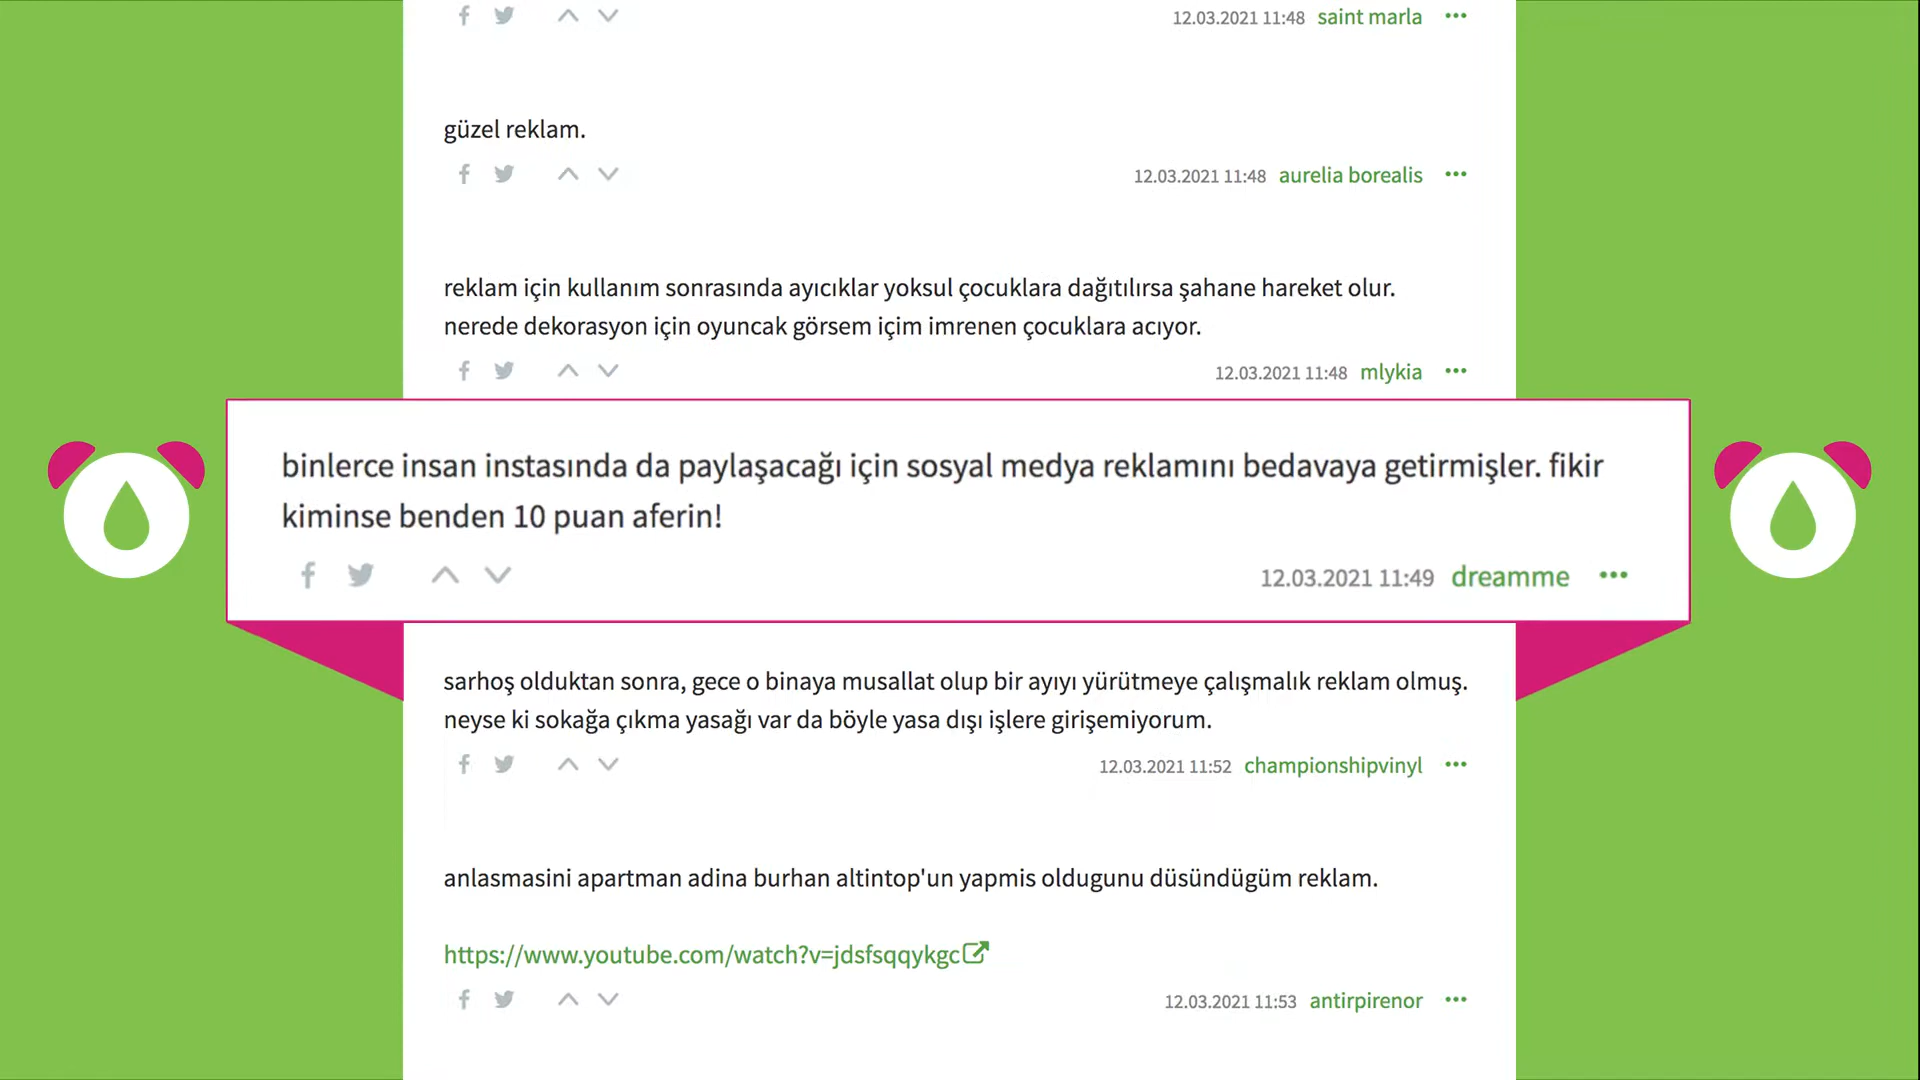 12.03.2021 11:48 saint marla
güzel reklam.
12.03.2021 11:48 aurelia borealis
reklam için kullanım sonrasında ayıcıklar yoksul çocuklara dağıtılırsa şahane hareket olur.
nerede dekorasyon için oyuncak görsem içim imrenen çocuklara acıyor.
12.03.2021 11:48 mlykia
binlerce insan instasında da paylaşacağı için sosyal medya reklamını bedavaya getirmişler. fikir
kiminse benden 10 puan aferin!
12.03.2021 11:49 dreamme
sarhoş olduktan sonra, gece o binaya musallat olup bir ayıyı yürütmeye çalışmalık reklam olmuş.
neyse ki sokağa çıkma yasağı var da böyle yasa dışı işlere girişemiyorum.
12.03.2021 11:52 championshipvinyl
anlasmasini apartman adina burhan altintop'un yapmis oldugunu düsündügüm reklam.
https://www.youtube.com/watch?v=jdsfsqqykgc
12.03.2021 11:53 antirpirenor